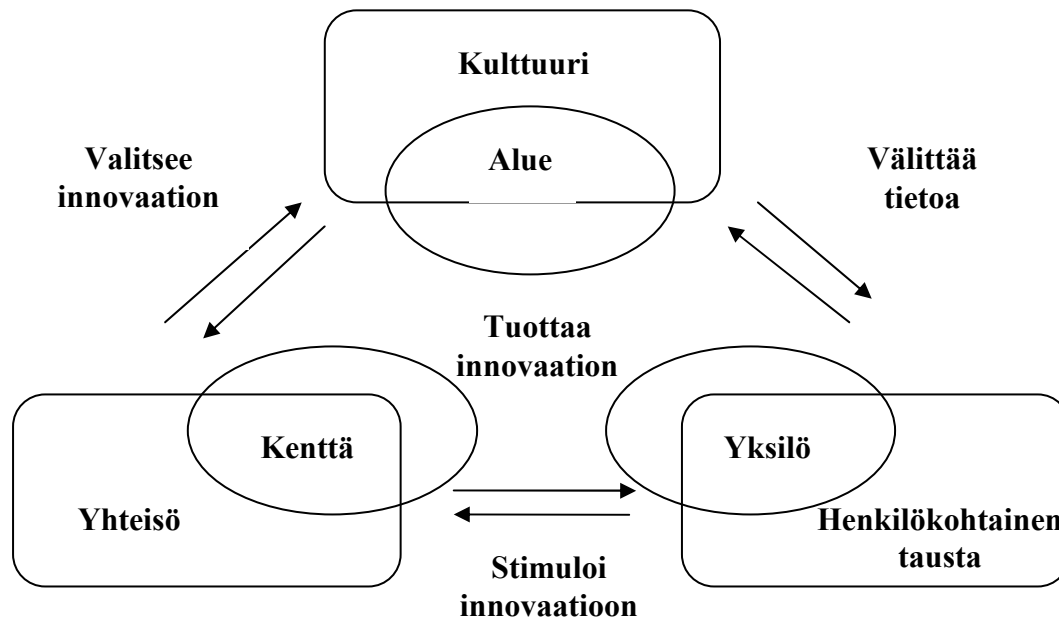 Kulttuuri
Alue
Valitsee
innovaation
Välittää
tietoa
Tuottaa
innovaation
Kenttä
Yhteisö
Yksilö
Henkilökohtainen
tausta
Stimuloi
innovaatioon